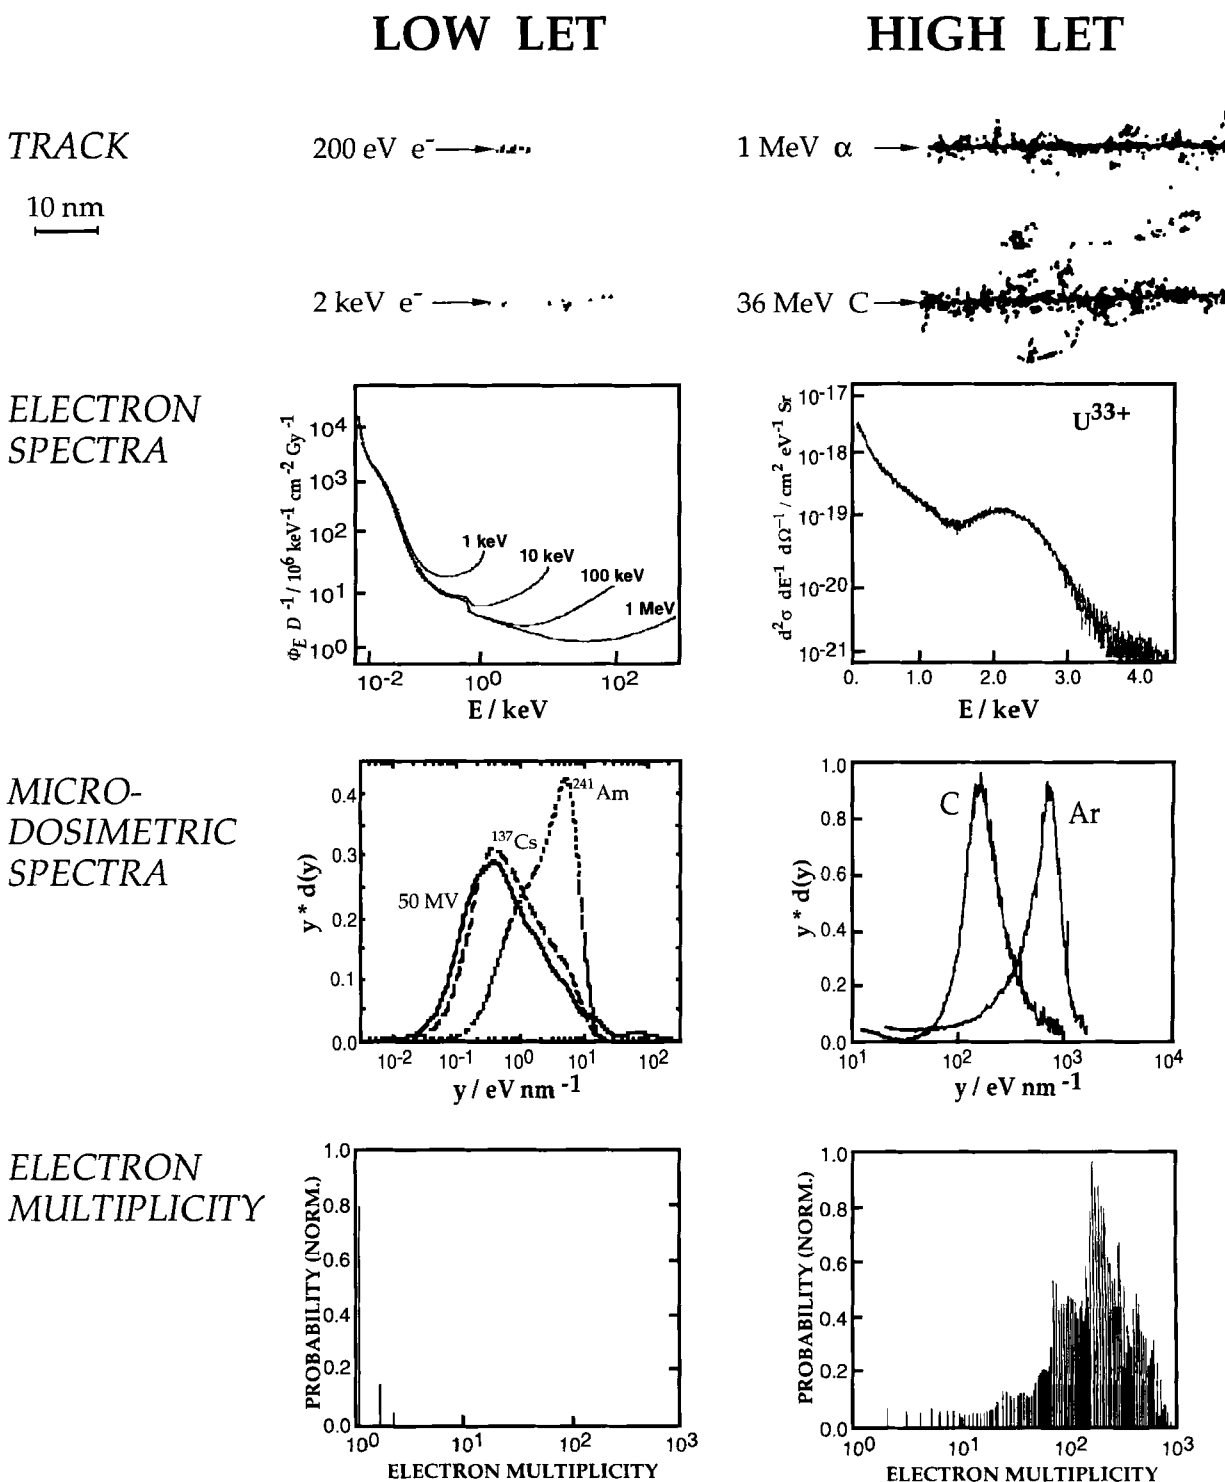 LOW LET
HIGH LET
TRACK
10 nm
200 eV e-
2 keV e-
1 MeV α
36 MeV C
ELECTRON
SPECTRA
Φ_E D⁻¹ / 10⁶ keV⁻¹ cm⁻² Gy⁻¹
10⁴
10³
10²
10¹
10⁰
1 keV
10 keV
100 keV
1 MeV
10⁻² 10⁰ 10²
E / keV
d²σ dE⁻¹ dΩ⁻¹ / cm² eV⁻¹ Sr
10-17
10-18
10-19
10-20
10-21
U³³⁺
0. 1.0 2.0 3.0 4.0
E / keV
MICRO-
DOSIMETRIC
SPECTRA
y * d(y)
0.4
0.3
0.2
0.1
0.0
²⁴¹Am
¹³⁷Cs
50 MV
10⁻² 10⁻¹ 10⁰ 10¹ 10²
y / eV nm⁻¹
y * d(y)
1.0
0.8
0.6
0.4
0.2
0.0
C
Ar
10¹ 10² 10³ 10⁴
y / eV nm⁻¹
ELECTRON
MULTIPLICITY
PROBABILITY (NORM.)
1.0
0.8
0.6
0.4
0.2
0.0
10⁰ 10¹ 10² 10³
ELECTRON MULTIPLICITY
PROBABILITY (NORM.)
1.0
0.8
0.6
0.4
0.2
0.0
10⁰ 10¹ 10² 10³
ELECTRON MULTIPLICITY